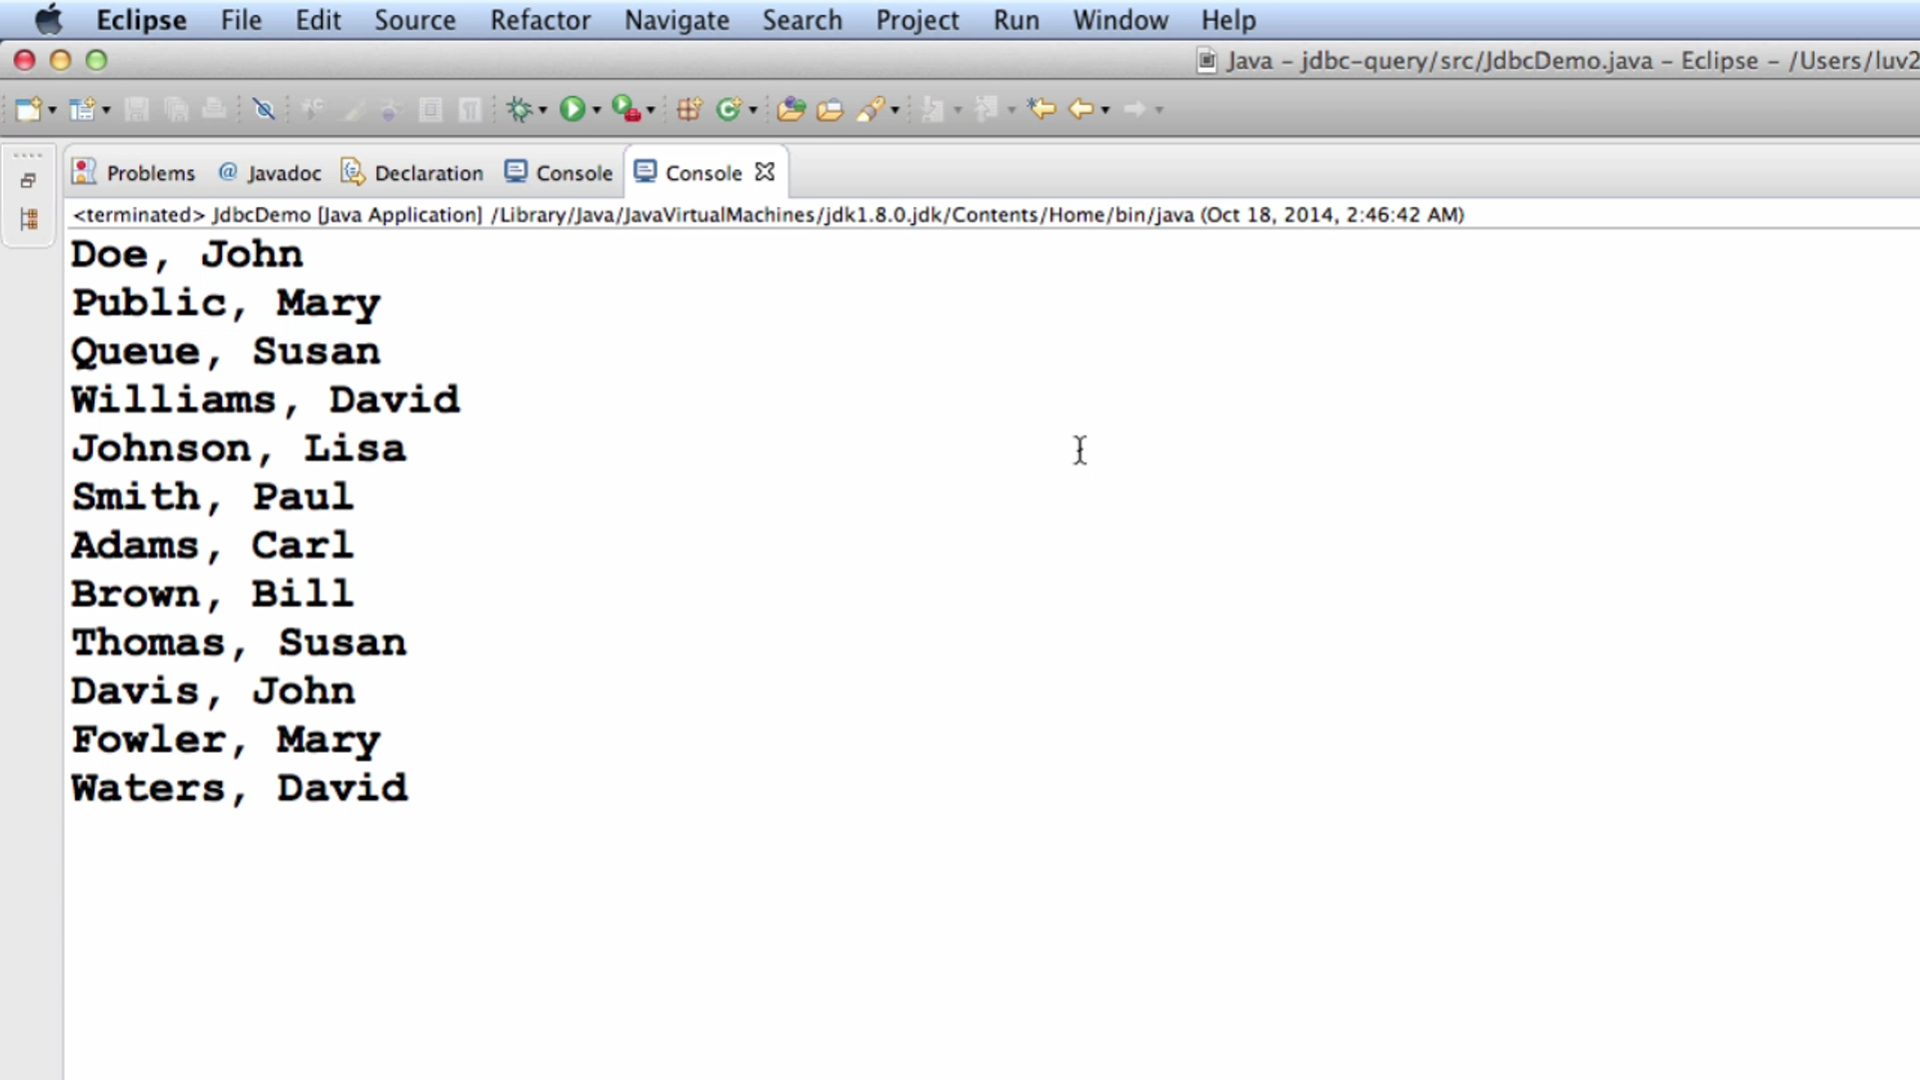 Eclipse File Edit Source Refactor Navigate Search Project Run Window Help
Java – jdbc-query/src/JdbcDemo.java – Eclipse – /Users/luv2
Problems @ Javadoc Declaration Console Console
<terminated> JdbcDemo [Java Application] /Library/Java/JavaVirtualMachines/jdk1.8.0.jdk/Contents/Home/bin/java (Oct 18, 2014, 2:46:42 AM)
Doe, John
Public, Mary
Queue, Susan
Williams, David
Johnson, Lisa
Smith, Paul
Adams, Carl
Brown, Bill
Thomas, Susan
Davis, John
Fowler, Mary
Waters, David